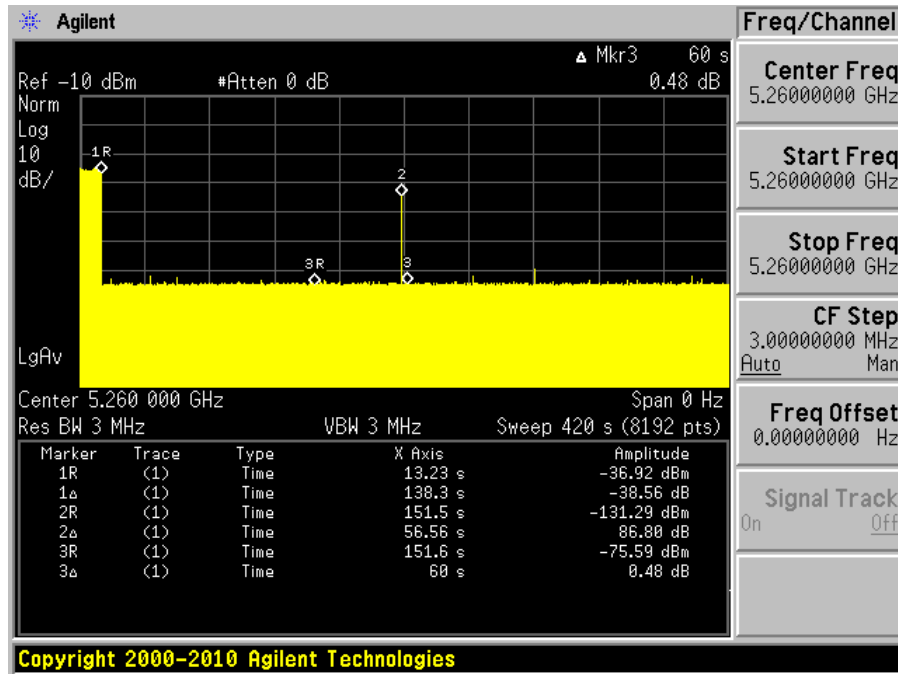 Agilent
Freq/Channel
Δ Mkr3 60 s
Ref –10 dBm #Atten 0 dB 0.48 dB
Norm
Log
10
dB/
1R
2
3R
3
LgAv
Center 5.260 000 GHz Span 0 Hz
Res BW 3 MHz VBW 3 MHz Sweep 420 s (8192 pts)
Marker Trace Type X Axis Amplitude
1R (1) Time 13.23 s –36.92 dBm
1Δ (1) Time 138.3 s –38.56 dB
2R (1) Time 151.5 s –131.29 dBm
2Δ (1) Time 56.56 s 86.80 dB
3R (1) Time 151.6 s –75.59 dBm
3Δ (1) Time 60 s 0.48 dB
Center Freq
5.26000000 GHz
Start Freq
5.26000000 GHz
Stop Freq
5.26000000 GHz
CF Step
3.00000000 MHz
Auto Man
Freq Offset
0.00000000 Hz
Signal Track
On Off
Copyright 2000–2010 Agilent Technologies